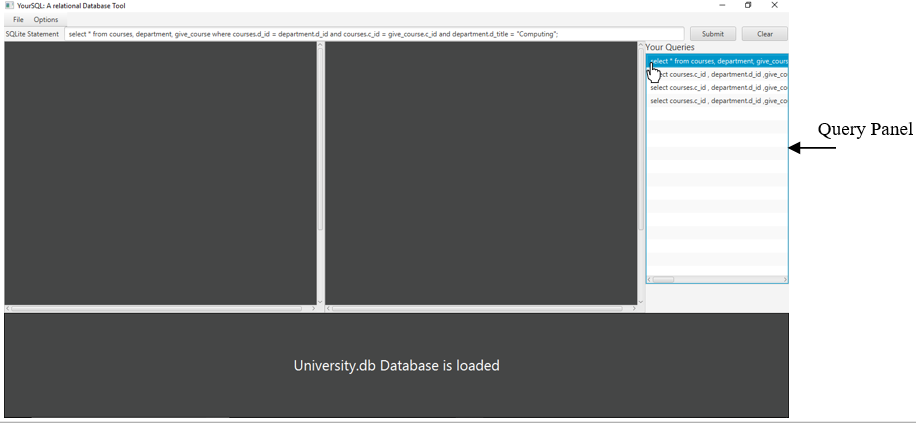 YourSQL: A relational Database Tool
File Options
SQLite Statement select * from courses, department, give_course where courses.d_id = department.d_id and courses.c_id = give_course.c_id and department.d_title = "Computing"; Submit Clear
Your Queries
select * from courses, department, give_cours
courses.c_id , department.d_id ,give_co
select courses.c_id , department.d_id ,give_co
select courses.c_id , department.d_id ,give_co
Query Panel
University.db Database is loaded